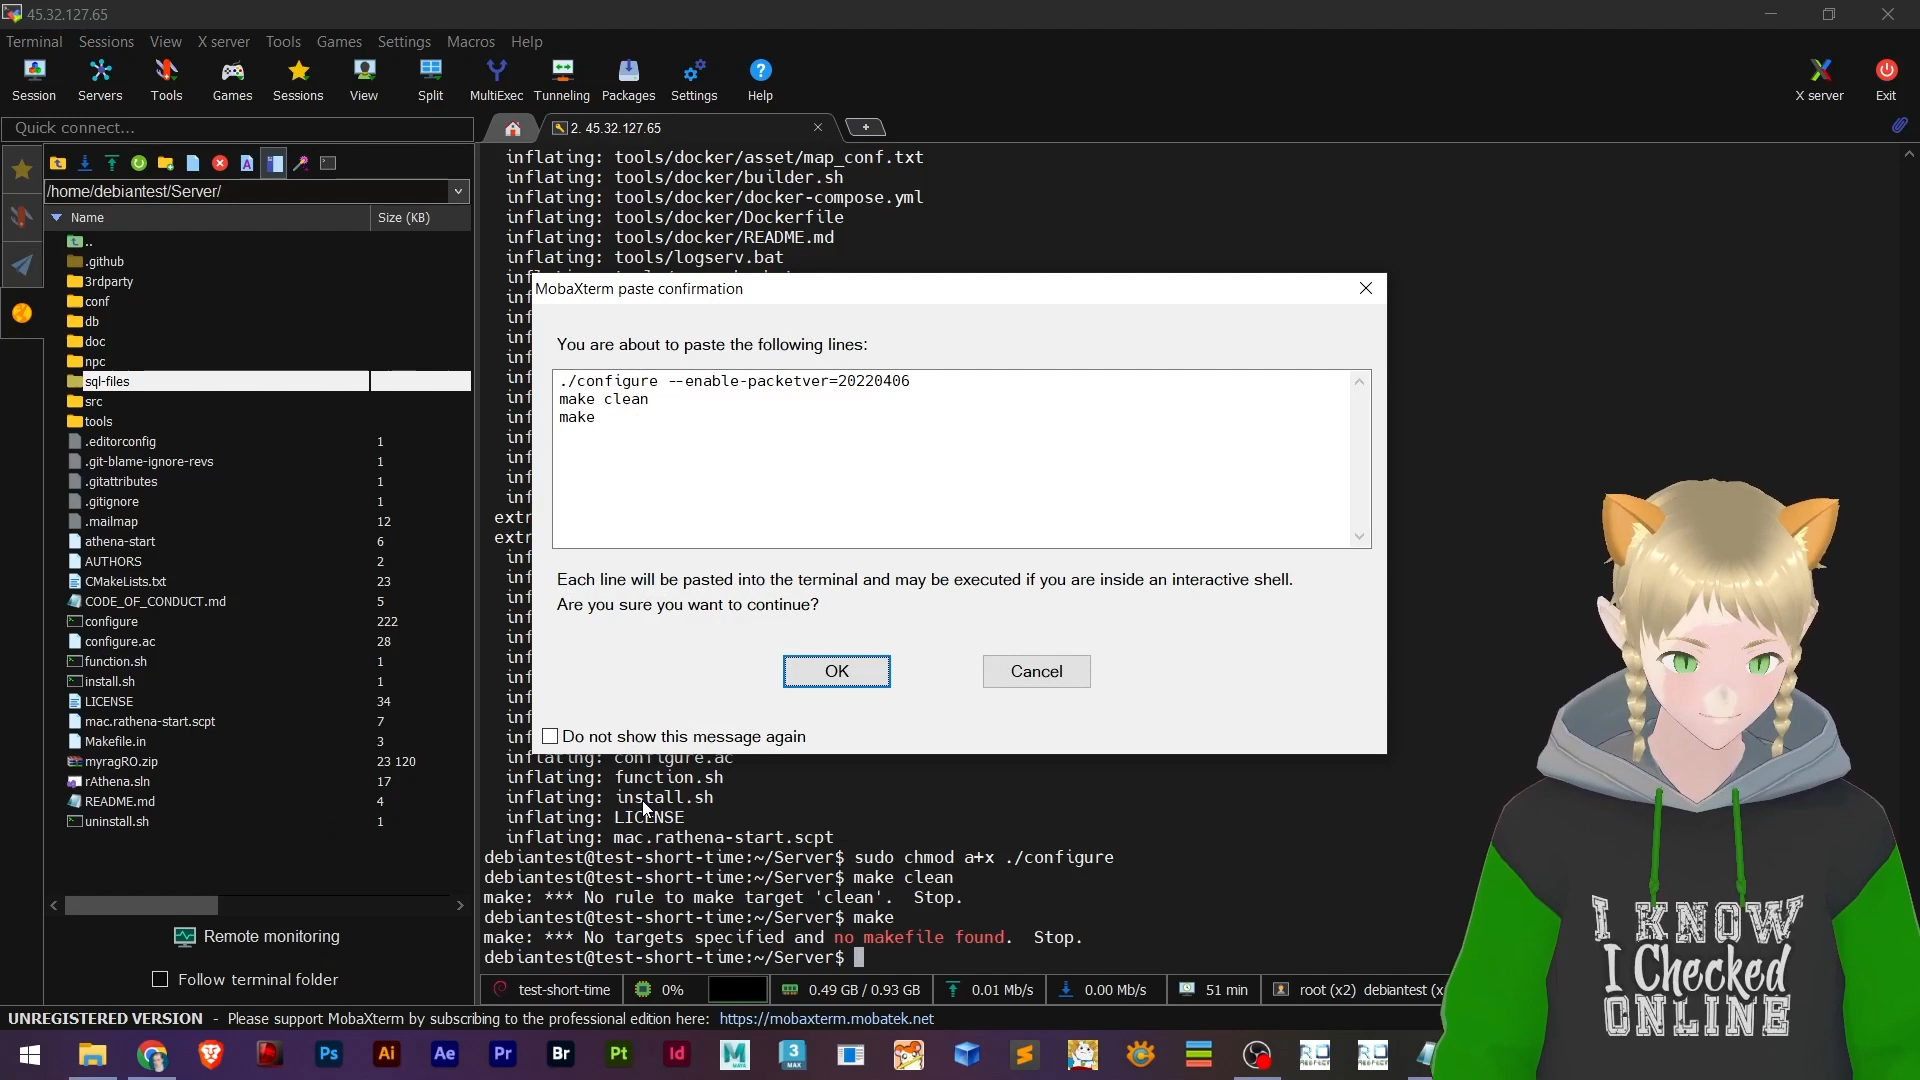 45.32.127.65
Terminal Sessions View X server Tools Games Settings Macros Help
Session Servers Tools Games Sessions View Split MultiExec Tunneling Packages Settings Help X server Exit
Quick connect...
2. 45.32.127.65
/home/debiantest/Server/
Name Size (KB)
..
.github
3rdparty
conf
db
doc
npc
sql-files
src
tools
.editorconfig 1
.git-blame-ignore-revs 1
.gitattributes 1
.gitignore 1
.mailmap 12
athena-start 6
AUTHORS 2
CMakeLists.txt 23
CODE_OF_CONDUCT.md 5
configure 222
configure.ac 28
function.sh 1
install.sh 1
LICENSE 34
mac.rathena-start.scpt 7
Makefile.in 3
myragRO.zip 23 120
rAthena.sln 17
README.md 4
uninstall.sh 1
Remote monitoring
Follow terminal folder
inflating: tools/docker/asset/map_conf.txt
inflating: tools/docker/builder.sh
inflating: tools/docker/docker-compose.yml
inflating: tools/docker/Dockerfile
inflating: tools/docker/README.md
inflating: tools/logserv.bat
MobaXterm paste confirmation
You are about to paste the following lines:
./configure --enable-packetver=20220406
make clean
make
Each line will be pasted into the terminal and may be executed if you are inside an interactive shell.
Are you sure you want to continue?
OK Cancel
Do not show this message again
inflating: configure.ac
inflating: function.sh
inflating: install.sh
inflating: LICENSE
inflating: mac.rathena-start.scpt
debiantest@test-short-time:~/Server$ sudo chmod a+x ./configure
debiantest@test-short-time:~/Server$ make clean
make: *** No rule to make target 'clean'.  Stop.
debiantest@test-short-time:~/Server$ make
make: *** No targets specified and no makefile found.  Stop.
debiantest@test-short-time:~/Server$
test-short-time 0% 0.49 GB / 0.93 GB 0.01 Mb/s 0.00 Mb/s 51 min root (x2) debiantest (x
UNREGISTERED VERSION - Please support MobaXterm by subscribing to the professional edition here: https://mobaxterm.mobatek.net
I KNOW
I Checked
ONLINE
Ps Ai Ae Pr Br Pt Id